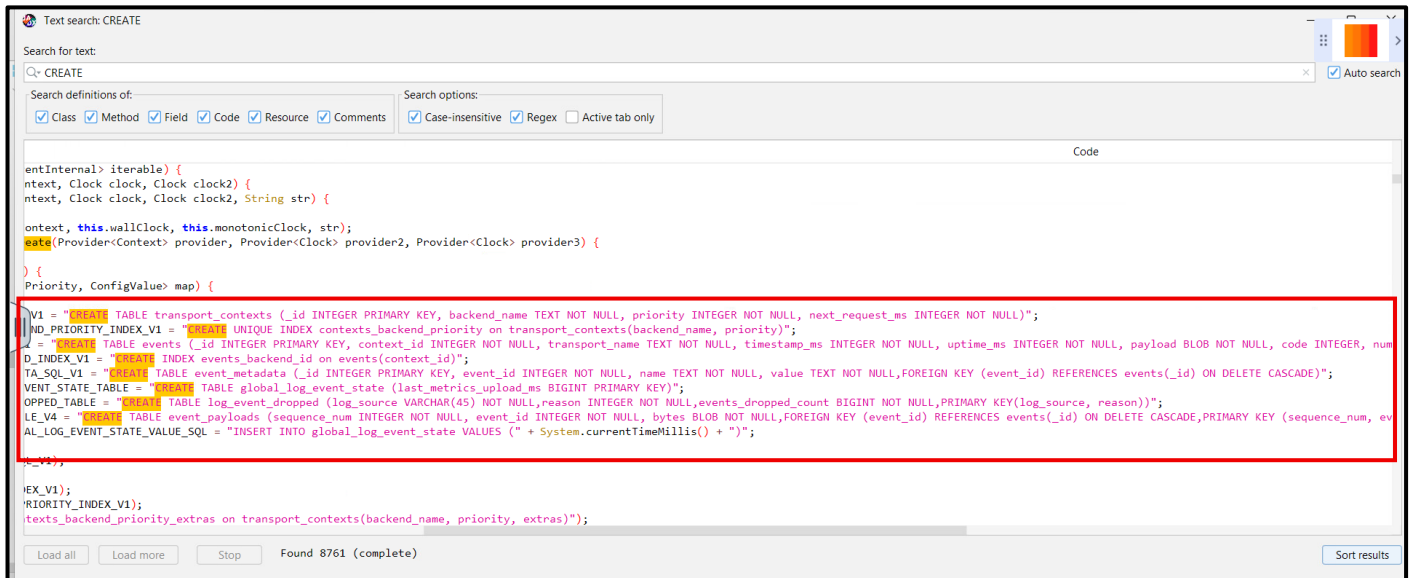 Text search: CREATE
Search for text:
CREATE
Auto search
Search definitions of:
Search options:
Class Method Field Code Resource Comments
Case-insensitive Regex Active tab only
Code
entInternal> iterable) {
ntext, Clock clock, Clock clock2) {
ntext, Clock clock, Clock clock2, String str) {
ontext, this.wallClock, this.monotonicClock, str);
eate(Provider<Context> provider, Provider<Clock> provider2, Provider<Clock> provider3) {
) {
Priority, ConfigValue> map) {
V1 = "CREATE TABLE transport_contexts (_id INTEGER PRIMARY KEY, backend_name TEXT NOT NULL, priority INTEGER NOT NULL, next_request_ms INTEGER NOT NULL)";
ND_PRIORITY_INDEX_V1 = "CREATE UNIQUE INDEX contexts_backend_priority on transport_contexts(backend_name, priority)";
= "CREATE TABLE events (_id INTEGER PRIMARY KEY, context_id INTEGER NOT NULL, transport_name TEXT NOT NULL, timestamp_ms INTEGER NOT NULL, uptime_ms INTEGER NOT NULL, payload BLOB NOT NULL, code INTEGER, num
D_INDEX_V1 = "CREATE INDEX events_backend_id on events(context_id)";
TA_SQL_V1 = "CREATE TABLE event_metadata (_id INTEGER PRIMARY KEY, event_id INTEGER NOT NULL, name TEXT NOT NULL, value TEXT NOT NULL,FOREIGN KEY (event_id) REFERENCES events(_id) ON DELETE CASCADE)";
VENT_STATE_TABLE = "CREATE TABLE global_log_event_state (last_metrics_upload_ms BIGINT PRIMARY KEY)";
OPPED_TABLE = "CREATE TABLE log_event_dropped (log_source VARCHAR(45) NOT NULL,reason INTEGER NOT NULL,events_dropped_count BIGINT NOT NULL,PRIMARY KEY(log_source, reason))";
LE_V4 = "CREATE TABLE event_payloads (sequence_num INTEGER NOT NULL, event_id INTEGER NOT NULL, bytes BLOB NOT NULL,FOREIGN KEY (event_id) REFERENCES events(_id) ON DELETE CASCADE,PRIMARY KEY (sequence_num, ev
AL_LOG_EVENT_STATE_VALUE_SQL = "INSERT INTO global_log_event_state VALUES (" + System.currentTimeMillis() + ")";
L_V1);
EX_V1);
RIORITY_INDEX_V1);
texts_backend_priority_extras on transport_contexts(backend_name, priority, extras)");
Load all Load more Stop Found 8761 (complete) Sort results